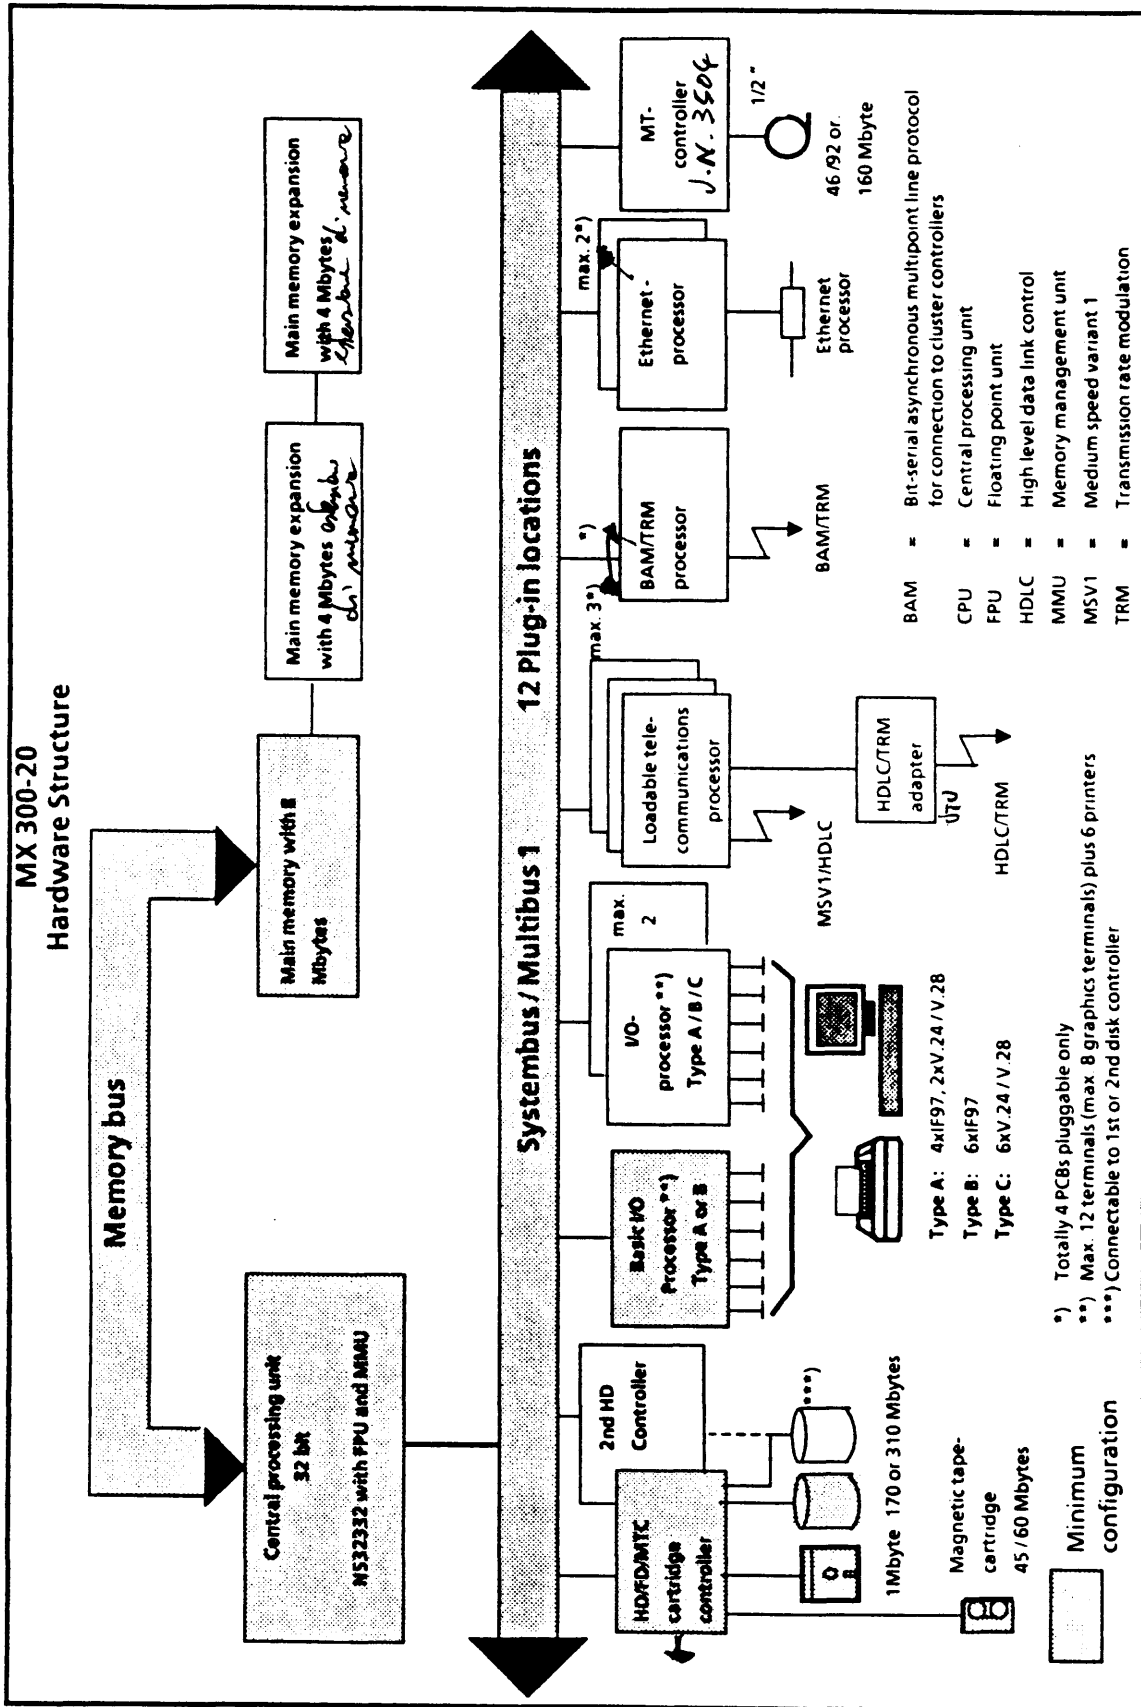 MX 300-20
Hardware Structure
Memory bus
Central processing unit
32 bit
NS32332 with FPU and MMU
Main memory with 8
Mbytes
Main memory expansion
with 4 Mbytes
di memoria
Main memory expansion
with 4 Mbytes
di memoria
Systembus / Multibus 1
12 Plug-in locations
HD/FD/MTC
cartridge
controller
2nd HD
Controller
***)
1Mbyte
170 or 310 Mbytes
Magnetic tape-
cartridge
45 / 60 Mbytes
Basic I/O
Processor **)
Type A or B
I/O-
processor **)
Type A / B / C
max.
2
Type A: 4xIF97, 2xV.24 / V.28
Type B: 6xIF97
Type C: 6xV.24 / V.28
Loadable tele-
communications
processor
max. 3*)
MSV1/HDLC
HDLC/TRM
adapter
HDLC/TRM
BAM/TRM
processor
*)
BAM/TRM
Ethernet-
processor
max. 2*)
Ethernet
processor
MT-
controller
J.N. 3504
1/2"
46/92 or
160 Mbyte
Minimum
configuration
*) Totally 4 PCBs pluggable only
**) Max. 12 terminals (max. 8 graphics terminals) plus 6 printers
***) Connectable to 1st or 2nd disk controller
BAM = Bit-serial asynchronous multipoint line protocol
for connection to cluster controllers
CPU = Central processing unit
FPU = Floating point unit
HDLC = High level data link control
MMU = Memory management unit
MSV1 = Medium speed variant 1
TRM = Transmission rate modulation